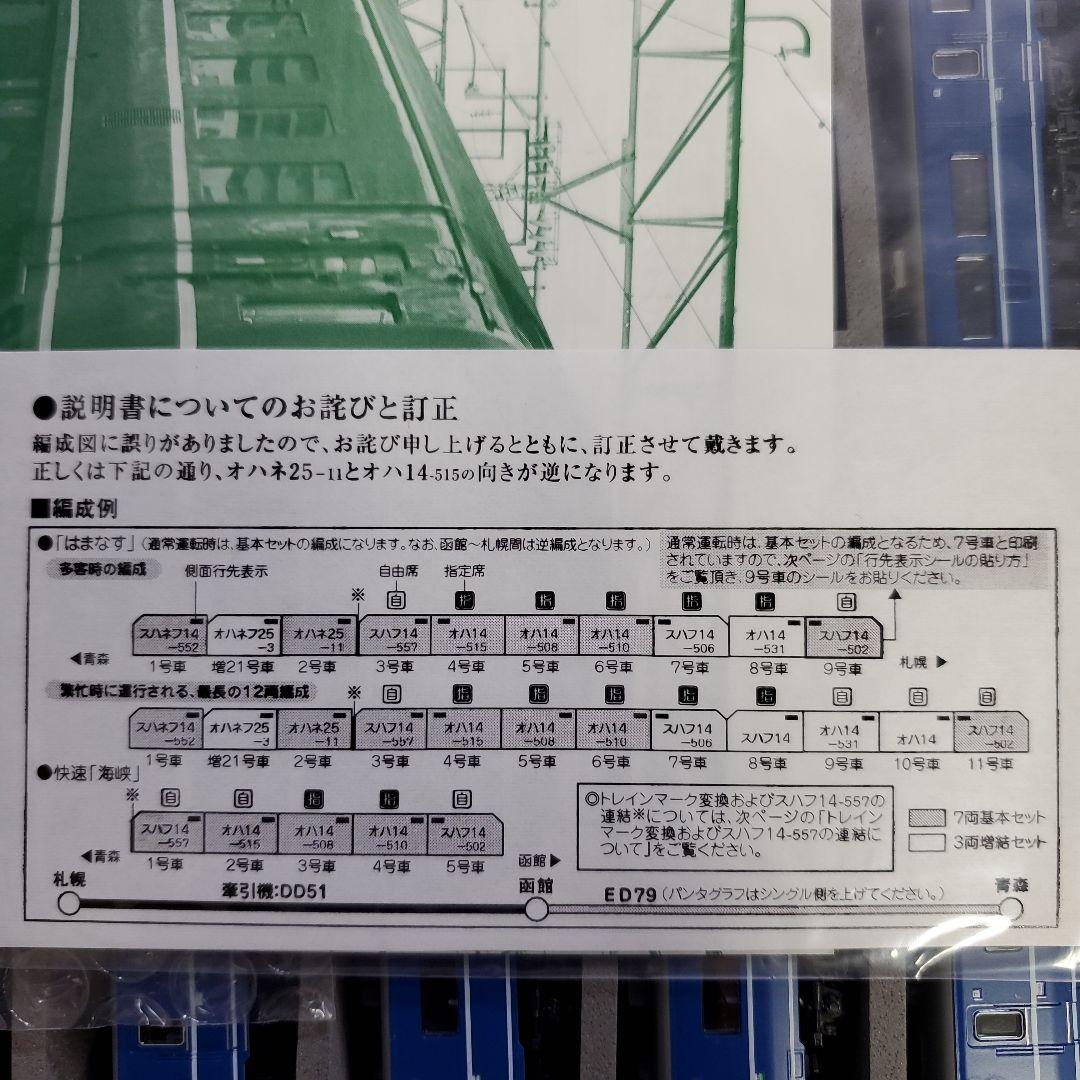 ●説明書についてのお詫びと訂正
編成図に誤りがありましたので、お詫び申し上げるとともに、訂正させて戴きます。
正しくは下記の通り、オハネ25-11とオハ14-515の向きが逆になります。
■編成例
●「はまなす」（通常運転時は、基本セットの編成になります。なお、函館～札幌間は逆編成となります。）
通常運転時は、基本セットの編成となるため、7号車と印刷
されていますので、次ページの「行先表示シールの貼り方」
をご覧頂き、9号車のシールをお貼りください。
多客時の編成 側面行先表示 自由席 指定席
※ 自 指 指 指 指 指 自
スハネフ14 オハネフ25 オハネ25 スハフ14 オハ14 オハ14 オハ14 スハフ14 オハ14 スハフ14
-552 -3 -11 -557 -515 -508 -510 -506 -531 -502
◀青森 1号車 増21号車 2号車 3号車 4号車 5号車 6号車 7号車 8号車 9号車 札幌▶
繁忙時に運行される、最長の12両編成
※ 自 指 指 指 指 指 自 自 自
スハネフ14 オハネフ25 オハネ25 スハフ14 オハ14 オハ14 オハ14 スハフ14 スハフ14 オハ14 オハ14 スハフ14
-552 -3 -11 -557 -515 -508 -510 -506 -531 -502
1号車 増21号車 2号車 3号車 4号車 5号車 6号車 7号車 8号車 9号車 10号車 11号車
●快速「海峡」
※ 自 自 指 指 自
スハフ14 オハ14 オハ14 オハ14 スハフ14
-557 -515 -508 -510 -502
◀青森 1号車 2号車 3号車 4号車 5号車 函館▶
◎トレインマーク変換およびスハフ14-557の
連結※については、次ページの「トレイン
マーク変換およびスハフ14-557の連結に
ついて」をご覧ください。
7両基本セット
3両増結セット
札幌 牽引機：DD51 函館 ED79（パンタグラフはシングル側を上げてください。） 青森